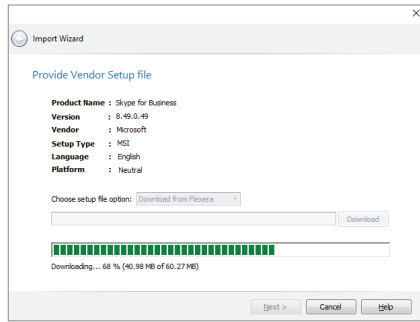 Import Wizard
Provide Vendor Setup file
Product Name : Skype for Business
Version : 8.49.0.49
Vendor : Microsoft
Setup Type : MSI
Language : English
Platform : Neutral
Choose setup file option: Download from Flexera
Download
Downloading... 68 % (40.98 MB of 60.27 MB)
Next > Cancel Help